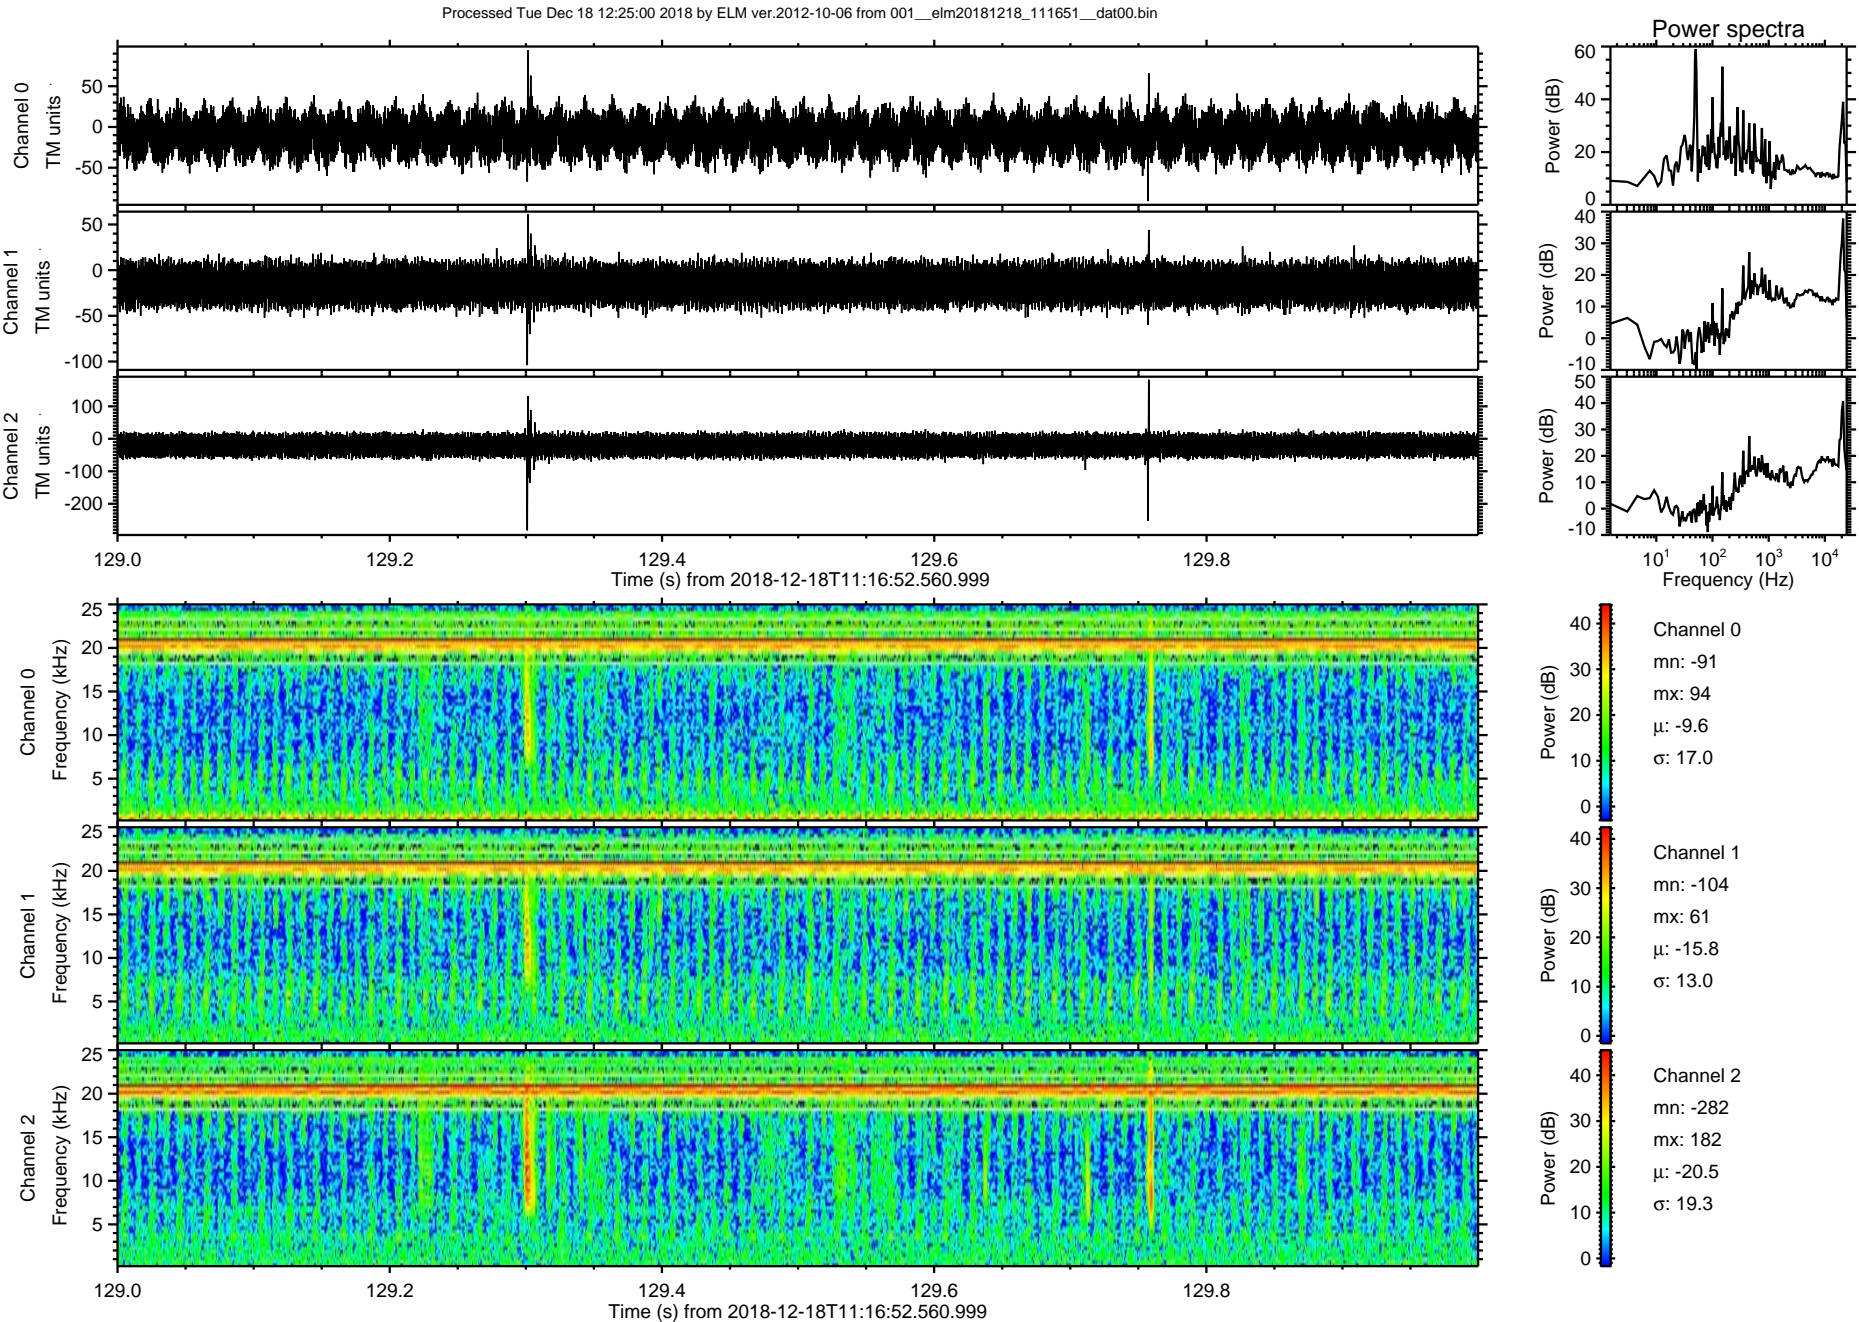 Processed Tue Dec 18 12:25:00 2018 by ELM ver.2012-10-06 from 001__elm20181218_111651__dat00.bin
Power spectra
Channel 0
TM units
50
0
-50
Power (dB)
60
40
20
0
Channel 1
TM units
50
0
-50
-100
Power (dB)
40
30
20
10
0
-10
Channel 2
TM units
100
0
-100
-200
Power (dB)
50
40
30
20
10
0
-10
129.0 129.2 129.4 129.6 129.8
Time (s) from 2018-12-18T11:16:52.560.999
10¹ 10² 10³ 10⁴
Frequency (Hz)
Channel 0
Frequency (kHz)
25
20
15
10
5
Power (dB)
40
30
20
10
0
Channel 0
mn: -91
mx: 94
μ: -9.6
σ: 17.0
Channel 1
Frequency (kHz)
25
20
15
10
5
Power (dB)
40
30
20
10
0
Channel 1
mn: -104
mx: 61
μ: -15.8
σ: 13.0
Channel 2
Frequency (kHz)
25
20
15
10
5
Power (dB)
40
30
20
10
0
Channel 2
mn: -282
mx: 182
μ: -20.5
σ: 19.3
129.0 129.2 129.4 129.6 129.8
Time (s) from 2018-12-18T11:16:52.560.999